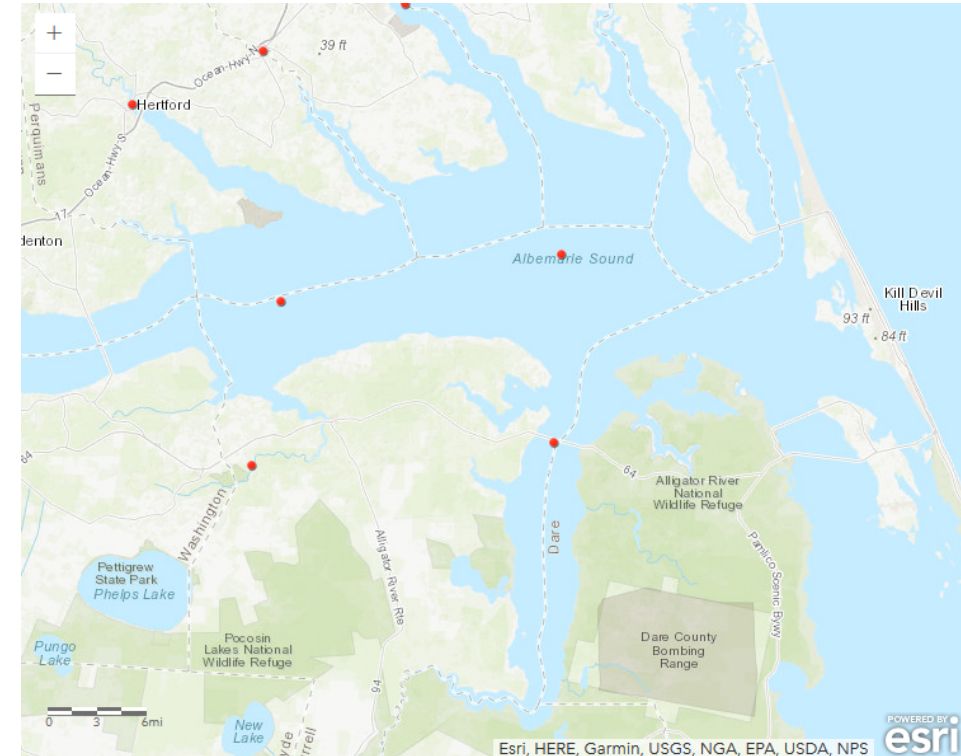 +
39 ft
Ocean-Hwy-N
−
Hertford
Perquimans
Ocean-Hwy-S
17
denton
Albemarle Sound
Kill Devil
Hills
93 ft
84 ft
64
64
Alligator River
National
Wildlife Refuge
Washington
Dare
Alligator River Rte
Pamlico Scenic Bywy
Pettigrew
State Park
Phelps Lake
Pocosin
Lakes National
Wildlife Refuge
Dare County
Bombing
Range
Pungo
Lake
94
0 3 6mi
New
Lake
yde
rrell
POWERED BY
esri
Esri, HERE, Garmin, USGS, NGA, EPA, USDA, NPS